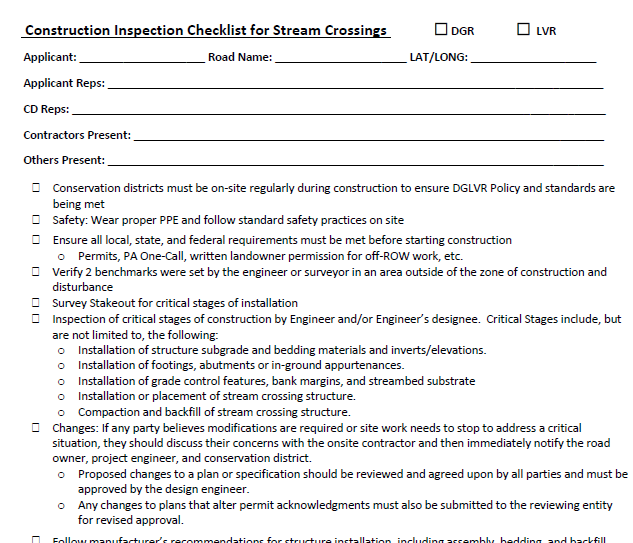 Construction Inspection Checklist for Stream Crossings ☐ DGR ☐ LVR
Applicant: ____________________ Road Name: _____________________ LAT/LONG: ____________________
Applicant Reps: ________________________________________________________________________________
CD Reps: ______________________________________________________________________________________
Contractors Present: ___________________________________________________________________________
Others Present: ________________________________________________________________________________
☐ Conservation districts must be on-site regularly during construction to ensure DGLVR Policy and standards are
being met
☐ Safety: Wear proper PPE and follow standard safety practices on site
☐ Ensure all local, state, and federal requirements must be met before starting construction
o Permits, PA One-Call, written landowner permission for off-ROW work, etc.
☐ Verify 2 benchmarks were set by the engineer or surveyor in an area outside of the zone of construction and
disturbance
☐ Survey Stakeout for critical stages of installation
☐ Inspection of critical stages of construction by Engineer and/or Engineer's designee. Critical Stages include, but
are not limited to, the following:
o Installation of structure subgrade and bedding materials and inverts/elevations.
o Installation of footings, abutments or in-ground appurtenances.
o Installation of grade control features, bank margins, and streambed substrate
o Installation or placement of stream crossing structure.
o Compaction and backfill of stream crossing structure.
☐ Changes: If any party believes modifications are required or site work needs to stop to address a critical
situation, they should discuss their concerns with the onsite contractor and then immediately notify the road
owner, project engineer, and conservation district.
o Proposed changes to a plan or specification should be reviewed and agreed upon by all parties and must be
approved by the design engineer.
o Any changes to plans that alter permit acknowledgments must also be submitted to the reviewing entity
for revised approval.
☐ Follow manufacturer's recommendations for structure installation, including assembly, bedding, and backfill